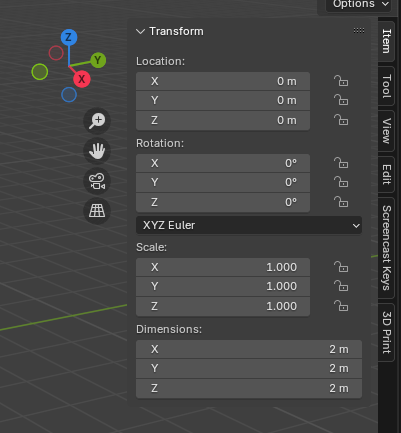 Options
Transform
Location:
X 0 m
Y 0 m
Z 0 m
Rotation:
X 0°
Y 0°
Z 0°
XYZ Euler
Scale:
X 1.000
Y 1.000
Z 1.000
Dimensions:
X 2 m
Y 2 m
Z 2 m
Z
Y
X
Item
Tool
View
Edit
Screencast Keys
3D Print